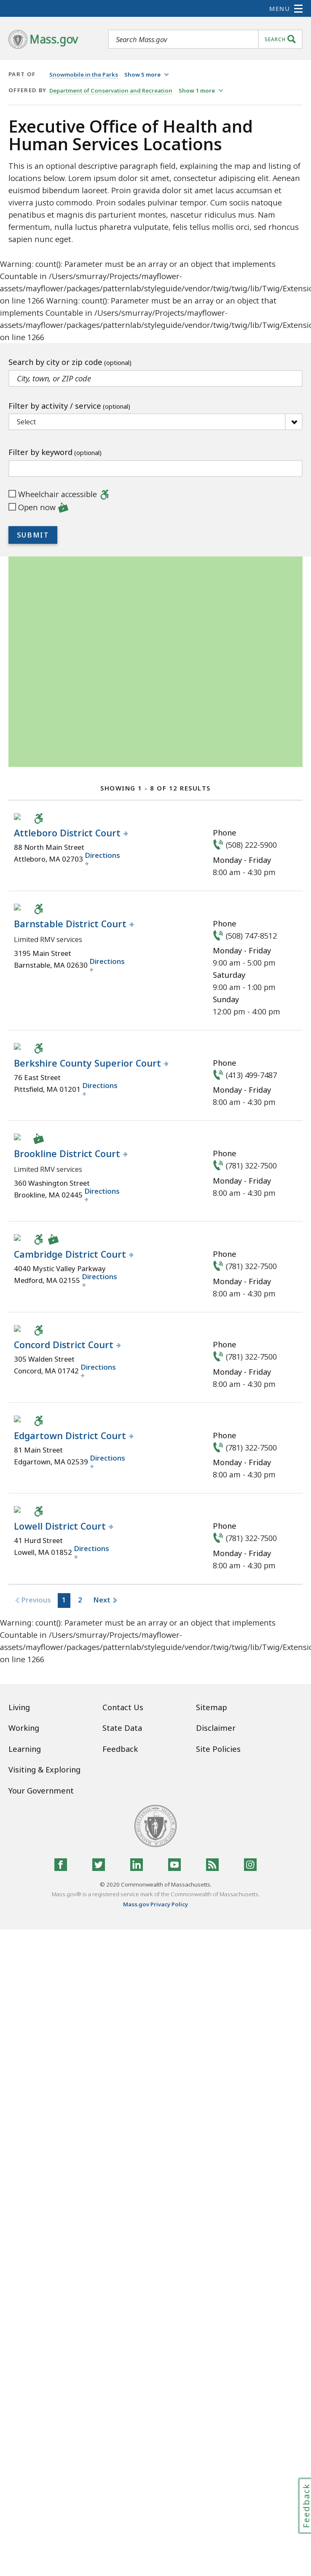 MENU
Mass.gov
Search Mass.gov
SEARCH
PART OF Snowmobile in the Parks Show 5 more
OFFERED BY Department of Conservation and Recreation Show 1 more
Executive Office of Health and
Human Services Locations
This is an optional descriptive paragraph field, explaining the map and listing of
locations below. Lorem ipsum dolor sit amet, consectetur adipiscing elit. Aenean
euismod bibendum laoreet. Proin gravida dolor sit amet lacus accumsan et
viverra justo commodo. Proin sodales pulvinar tempor. Cum sociis natoque
penatibus et magnis dis parturient montes, nascetur ridiculus mus. Nam
fermentum, nulla luctus pharetra vulputate, felis tellus mollis orci, sed rhoncus
sapien nunc eget.
Warning: count(): Parameter must be an array or an object that implements
Countable in /Users/smurray/Projects/mayflower-
assets/mayflower/packages/patternlab/styleguide/vendor/twig/twig/lib/Twig/Extensio
on line 1266 Warning: count(): Parameter must be an array or an object that
implements Countable in /Users/smurray/Projects/mayflower-
assets/mayflower/packages/patternlab/styleguide/vendor/twig/twig/lib/Twig/Extensio
on line 1266
Search by city or zip code (optional)
City, town, or ZIP code
Filter by activity / service (optional)
Select
Filter by keyword (optional)
Wheelchair accessible
Open now
SUBMIT
SHOWING 1 - 8 OF 12 RESULTS
Attleboro District Court
88 North Main Street
Attleboro, MA 02703 Directions
Phone
(508) 222-5900
Monday - Friday
8:00 am - 4:30 pm
Barnstable District Court
Limited RMV services
3195 Main Street
Barnstable, MA 02630 Directions
Phone
(508) 747-8512
Monday - Friday
9:00 am - 5:00 pm
Saturday
9:00 am - 1:00 pm
Sunday
12:00 pm - 4:00 pm
Berkshire County Superior Court
76 East Street
Pittsfield, MA 01201 Directions
Phone
(413) 499-7487
Monday - Friday
8:00 am - 4:30 pm
Brookline District Court
Limited RMV services
360 Washington Street
Brookline, MA 02445 Directions
Phone
(781) 322-7500
Monday - Friday
8:00 am - 4:30 pm
Cambridge District Court
4040 Mystic Valley Parkway
Medford, MA 02155 Directions
Phone
(781) 322-7500
Monday - Friday
8:00 am - 4:30 pm
Concord District Court
305 Walden Street
Concord, MA 01742 Directions
Phone
(781) 322-7500
Monday - Friday
8:00 am - 4:30 pm
Edgartown District Court
81 Main Street
Edgartown, MA 02539 Directions
Phone
(781) 322-7500
Monday - Friday
8:00 am - 4:30 pm
Lowell District Court
41 Hurd Street
Lowell, MA 01852 Directions
Phone
(781) 322-7500
Monday - Friday
8:00 am - 4:30 pm
Previous 1 2 Next
Warning: count(): Parameter must be an array or an object that implements
Countable in /Users/smurray/Projects/mayflower-
assets/mayflower/packages/patternlab/styleguide/vendor/twig/twig/lib/Twig/Extensio
on line 1266
Living
Working
Learning
Visiting & Exploring
Your Government
Contact Us
State Data
Feedback
Sitemap
Disclaimer
Site Policies
© 2020 Commonwealth of Massachusetts.
Mass.gov® is a registered service mark of the Commonwealth of Massachusetts.
Mass.gov Privacy Policy
Feedback